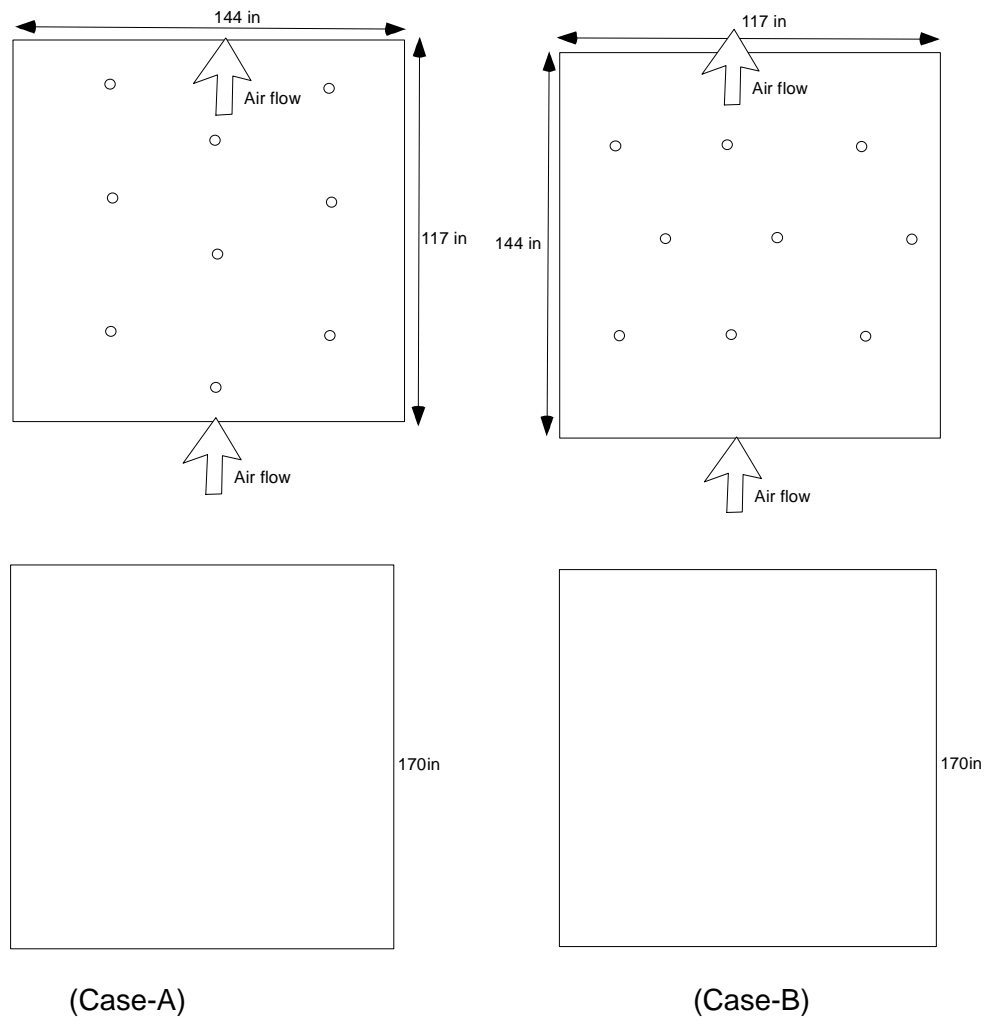 144 in
117 in
Air flow
Air flow
117 in
144 in
Air flow
Air flow
170in
170in
(Case-A)
(Case-B)